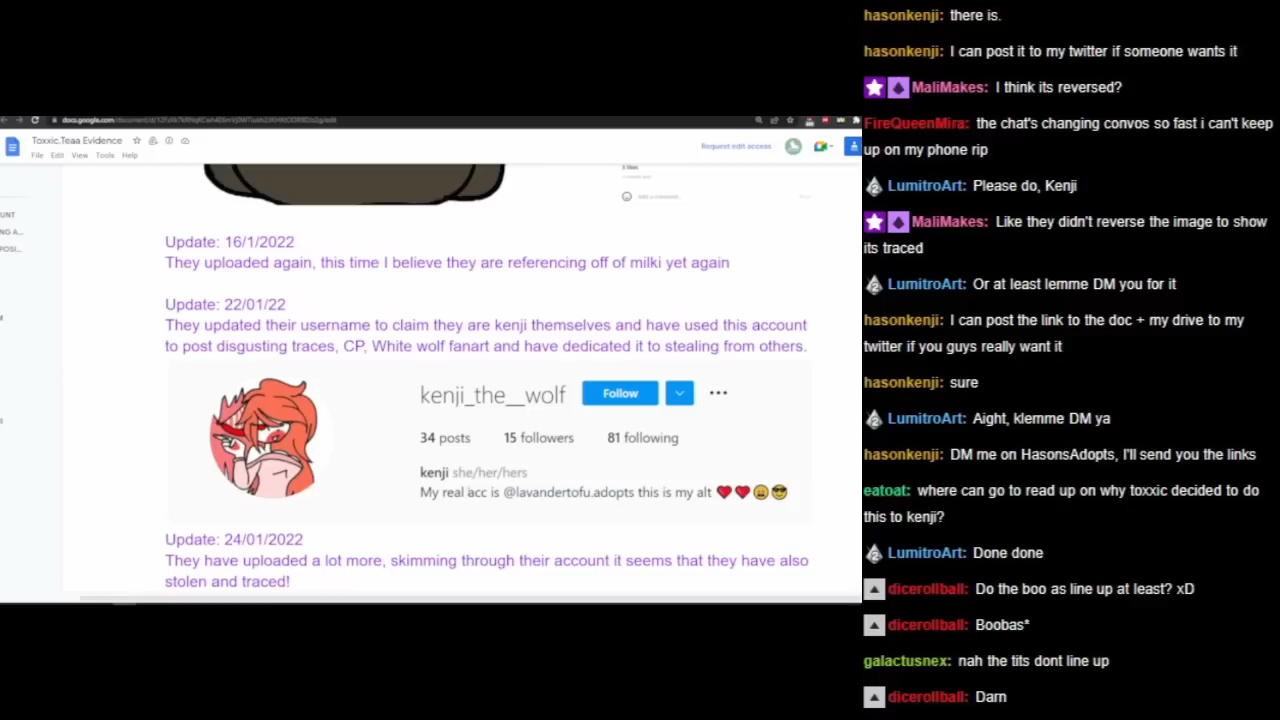 Toxxic.Teaa Evidence
File Edit View Tools Help
Request edit access
UNT
NG A...
POSI...
Update: 16/1/2022
They uploaded again, this time I believe they are referencing off of milki yet again
Update: 22/01/22
They updated their username to claim they are kenji themselves and have used this account
to post disgusting traces, CP, White wolf fanart and have dedicated it to stealing from others.
kenji_the__wolf Follow
34 posts 15 followers 81 following
kenji she/her/hers
My real acc is @lavandertofu.adopts this is my alt ❤️ ❤️ 😩 😎
Update: 24/01/2022
They have uploaded a lot more, skimming through their account it seems that they have also
stolen and traced!
hasonkenji: there is.
hasonkenji: I can post it to my twitter if someone wants it
MaliMakes: I think its reversed?
FireQueenMira: the chat's changing convos so fast i can't keep
up on my phone rip
LumitroArt: Please do, Kenji
MaliMakes: Like they didn't reverse the image to show
its traced
LumitroArt: Or at least lemme DM you for it
hasonkenji: I can post the link to the doc + my drive to my
twitter if you guys really want it
hasonkenji: sure
LumitroArt: Aight, klemme DM ya
hasonkenji: DM me on HasonsAdopts, I'll send you the links
eatoat: where can go to read up on why toxxic decided to do
this to kenji?
LumitroArt: Done done
dicerollball: Do the boo as line up at least? xD
dicerollball: Boobas*
galactusnex: nah the tits dont line up
dicerollball: Darn